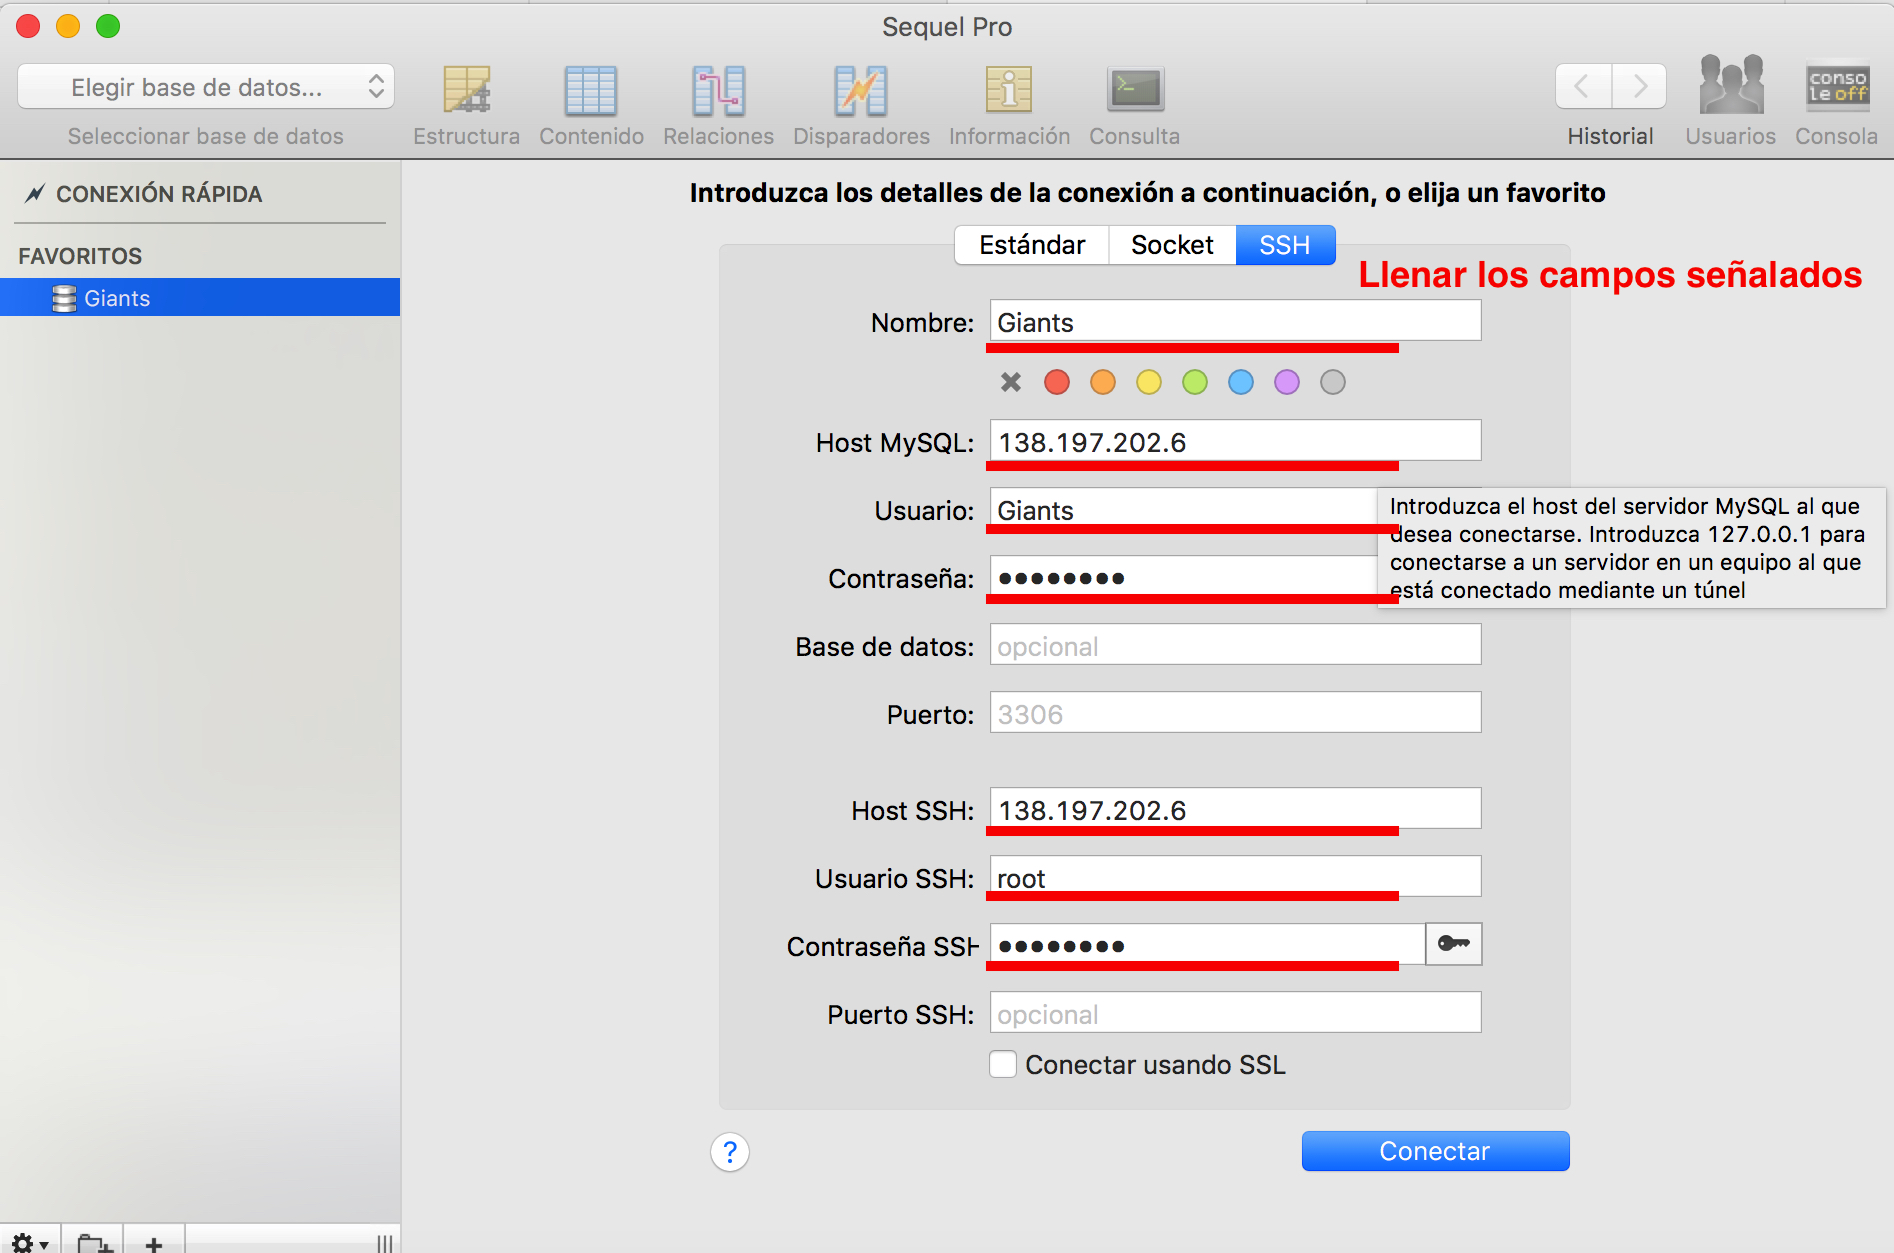 Sequel Pro
Elegir base de datos...
Seleccionar base de datos
Estructura
Contenido
Relaciones
Disparadores
Información
Consulta
Historial
Usuarios
conso
le off
Consola
CONEXIÓN RÁPIDA
FAVORITOS
Giants
Introduzca los detalles de la conexión a continuación, o elija un favorito
Estándar
Socket
SSH
Llenar los campos señalados
Nombre: Giants
Host MySQL: 138.197.202.6
Usuario: Giants
Introduzca el host del servidor MySQL al que
desea conectarse. Introduzca 127.0.0.1 para
conectarse a un servidor en un equipo al que
está conectado mediante un túnel
Contraseña: ••••••••
Base de datos: opcional
Puerto: 3306
Host SSH: 138.197.202.6
Usuario SSH: root
Contraseña SSH ••••••••
Puerto SSH: opcional
Conectar usando SSL
?
Conectar